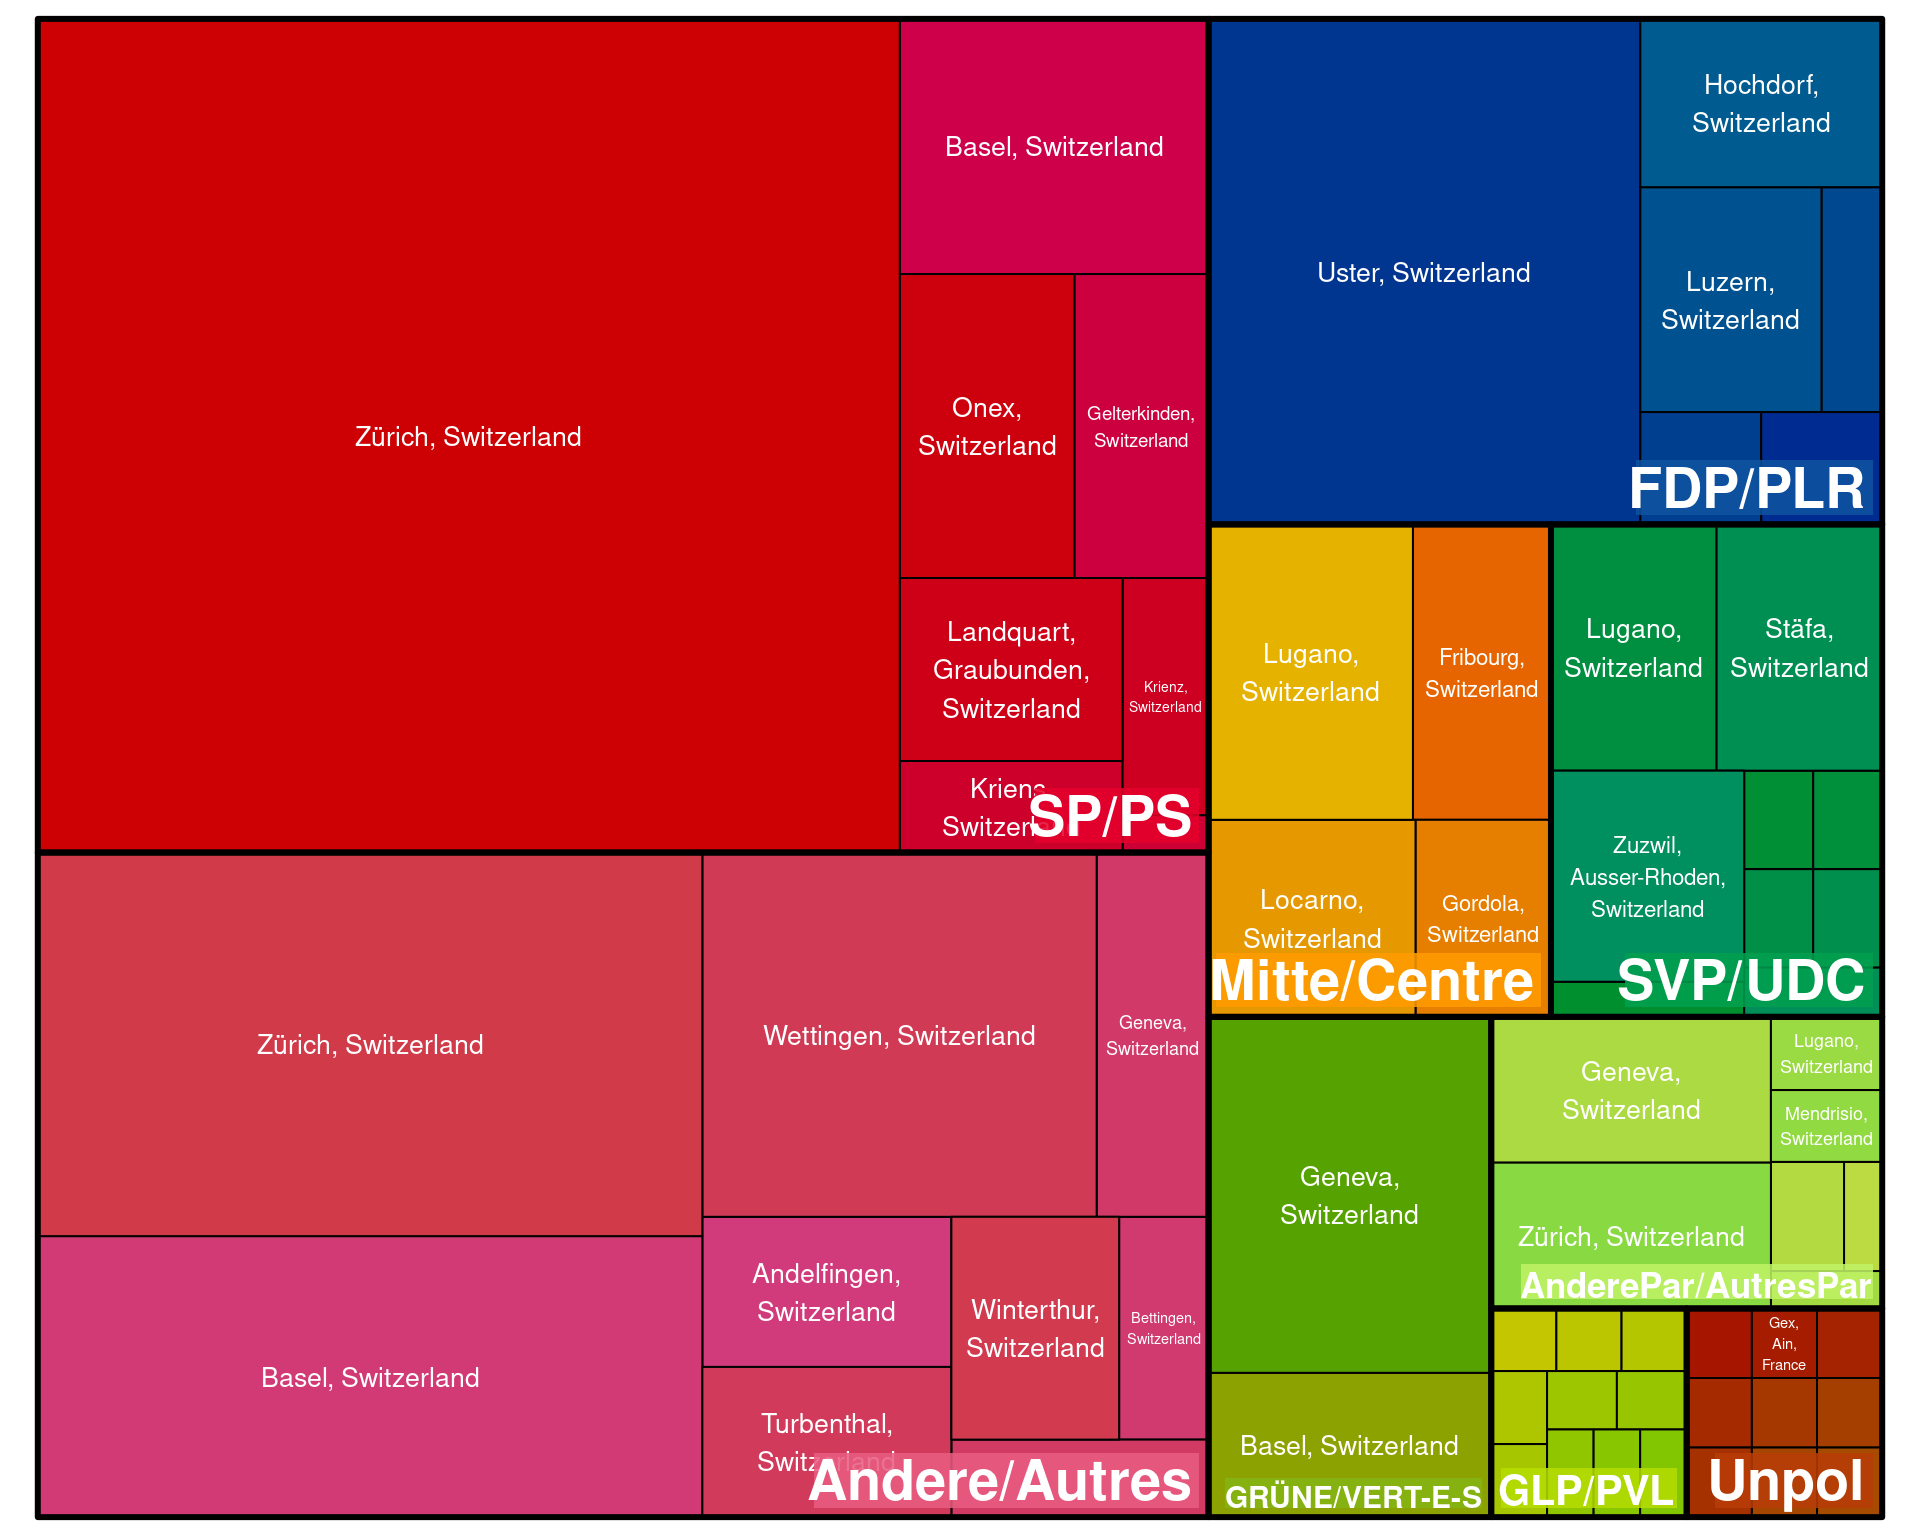 Zürich, Switzerland
Basel, Switzerland
Onex,
Switzerland
Gelterkinden,
Switzerland
Landquart,
Graubunden,
Switzerland
Krienz,
Switzerland
Kriens
Switzerl
SP/PS
Uster, Switzerland
Hochdorf,
Switzerland
Luzern,
Switzerland
FDP/PLR
Lugano,
Switzerland
Fribourg,
Switzerland
Locarno,
Switzerland
Gordola,
Switzerland
Mitte/Centre
Lugano,
Switzerland
Stäfa,
Switzerland
Zuzwil,
Ausser-Rhoden,
Switzerland
SVP/UDC
Zürich, Switzerland
Basel, Switzerland
Wettingen, Switzerland
Geneva,
Switzerland
Andelfingen,
Switzerland
Winterthur,
Switzerland
Bettingen,
Switzerland
Turbenthal,
Switzerland
Andere/Autres
Geneva,
Switzerland
Basel, Switzerland
GRÜNE/VERT-E-S
Geneva,
Switzerland
Lugano,
Switzerland
Mendrisio,
Switzerland
Zürich, Switzerland
AnderePar/AutresPar
GLP/PVL
Gex,
Ain,
France
Unpol